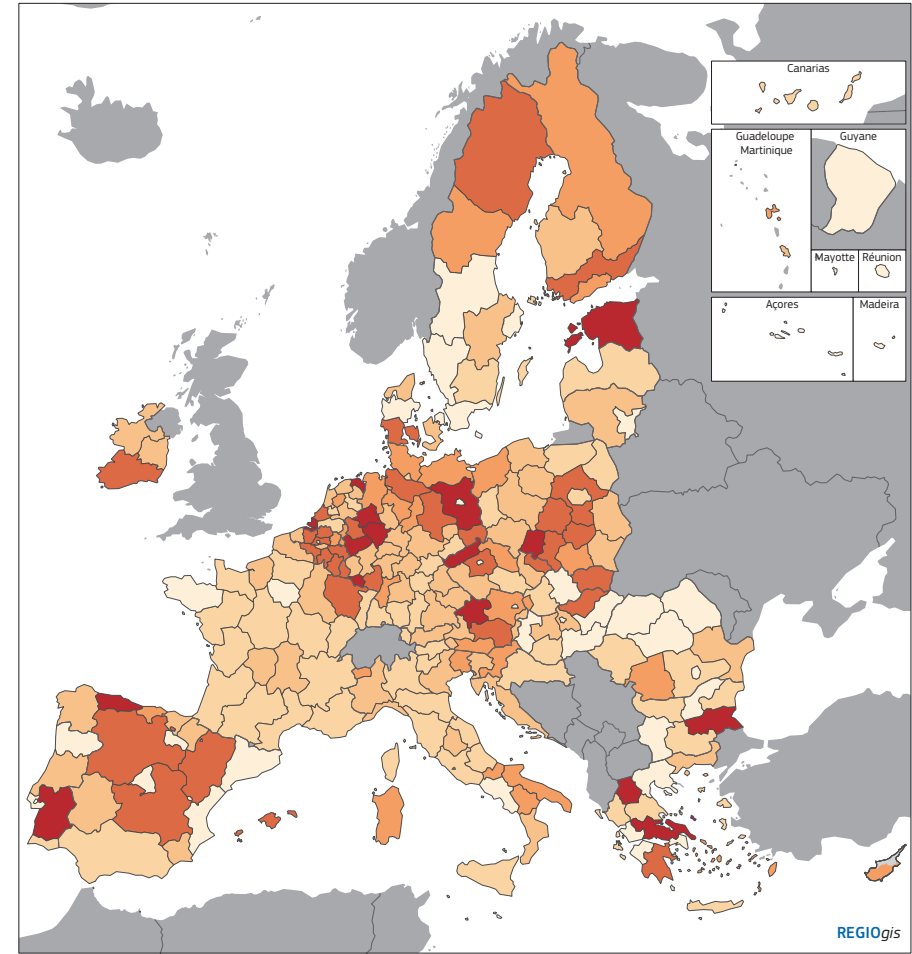 Canarias
Guadeloupe
Martinique
Guyane
Mayotte
Réunion
Açores
Madeira
REGIOgis